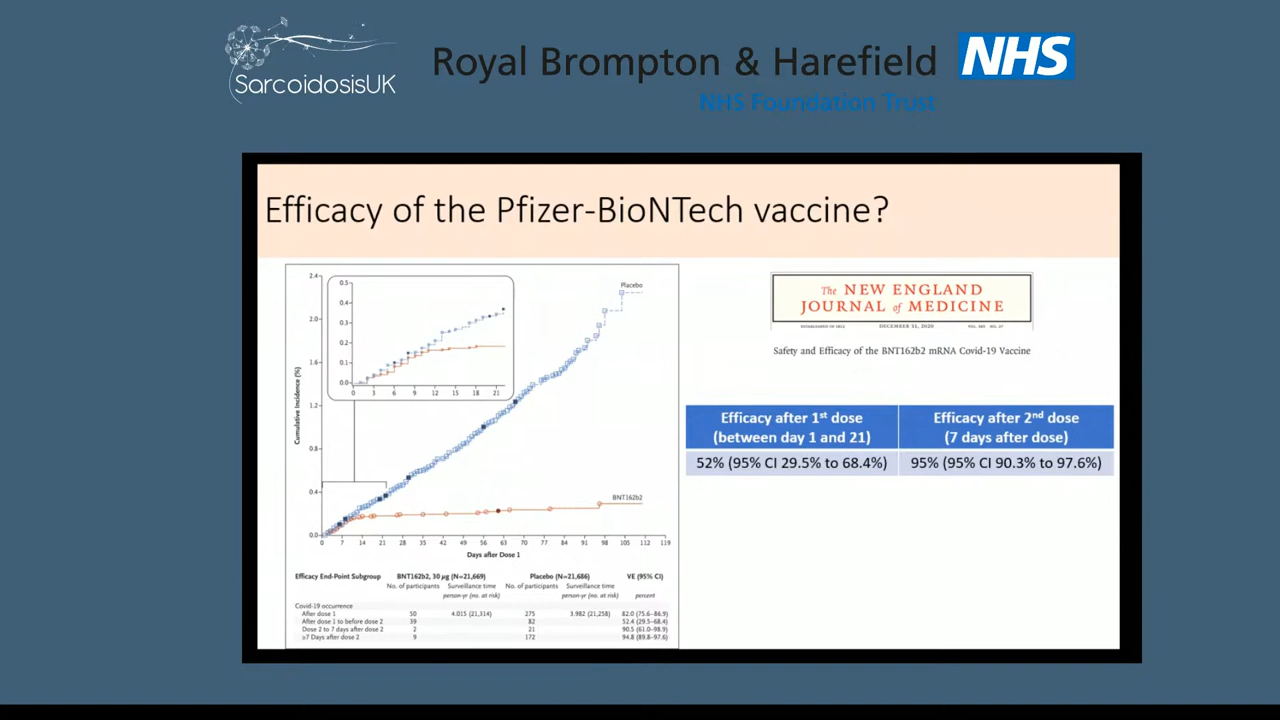 SarcoidosisUK
Royal Brompton & Harefield NHS
NHS Foundation Trust
Efficacy of the Pfizer-BioNTech vaccine?
2.4
2.0
1.6
1.2
0.8
0.4
0.0
Cumulative Incidence (%)
0.5
0.4
0.3
0.2
0.1
0.0
0 3 6 9 12 15 18 21
Placebo
BNT162b2
0 7 14 21 28 35 42 49 56 63 70 77 84 91 98 105 112 119
Days after Dose 1
Efficacy End-Point Subgroup BNT162b2, 30 μg (N=21,669) Placebo (N=21,686) VE (95% CI)
No. of participants Surveillance time No. of participants Surveillance time
person-yr (no. at risk) person-yr (no. at risk) percent
Covid-19 occurrence
After dose 1 50 4.015 (21,314) 275 3.982 (21,258) 82.0 (75.6–86.9)
After dose 1 to before dose 2 39 82 52.4 (29.5–68.4)
Dose 2 to 7 days after dose 2 2 21 90.5 (61.0–98.9)
≥7 Days after dose 2 9 172 94.8 (89.8–97.6)
The NEW ENGLAND
JOURNAL of MEDICINE
ESTABLISHED IN 1812 DECEMBER 31, 2020 VOL. 383 NO. 27
Safety and Efficacy of the BNT162b2 mRNA Covid-19 Vaccine
Efficacy after 1st dose
(between day 1 and 21)
Efficacy after 2nd dose
(7 days after dose)
52% (95% CI 29.5% to 68.4%) 95% (95% CI 90.3% to 97.6%)